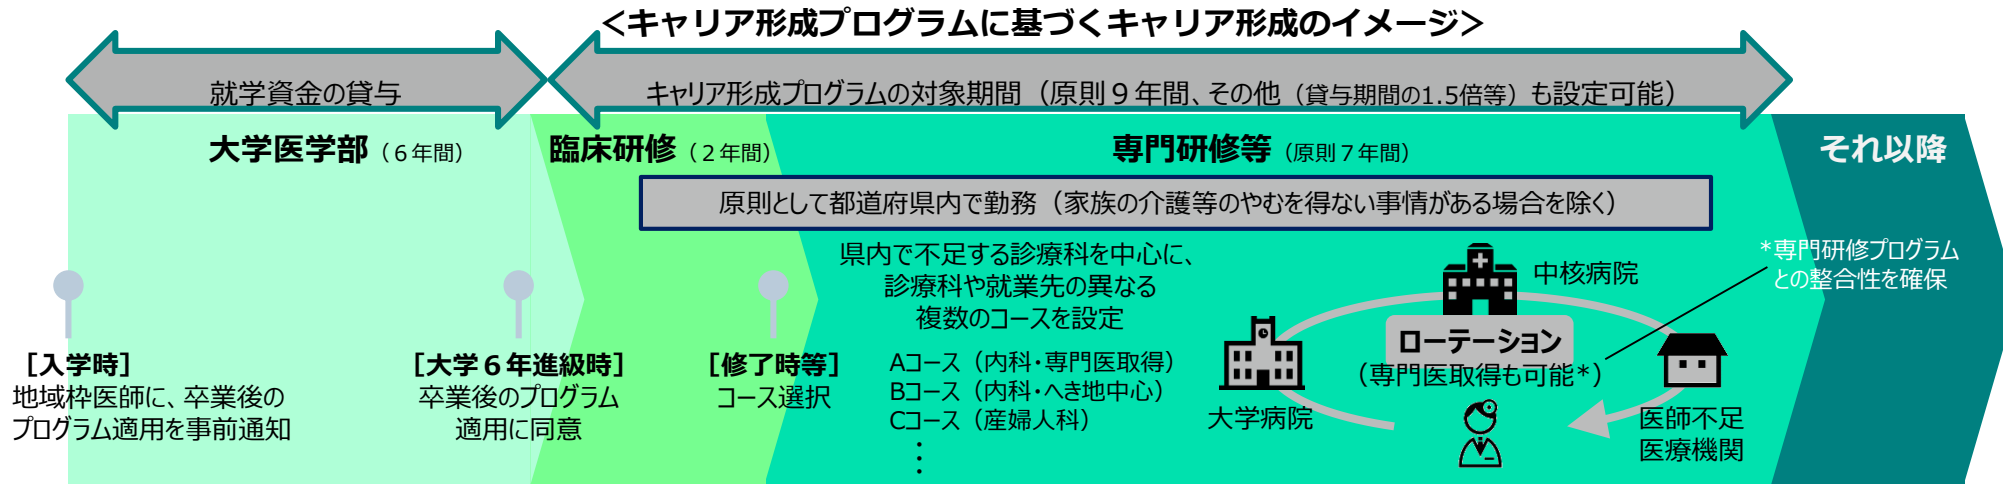 <キャリア形成プログラムに基づくキャリア形成のイメージ>
就学資金の貸与
キャリア形成プログラムの対象期間（原則９年間、その他（貸与期間の1.5倍等）も設定可能）
大学医学部（６年間）
臨床研修（２年間）
専門研修等（原則７年間）
それ以降
原則として都道府県内で勤務（家族の介護等のやむを得ない事情がある場合を除く）
［入学時］
地域枠医師に、卒業後の
プログラム適用を事前通知
［大学６年進級時］
卒業後のプログラム
適用に同意
［修了時等］
コース選択
県内で不足する診療科を中心に、
診療科や就業先の異なる
複数のコースを設定
Aコース（内科・専門医取得）
Bコース（内科・へき地中心）
Cコース（産婦人科）
⋮
中核病院
ローテーション
（専門医取得も可能*）
大学病院
医師不足
医療機関
*専門研修プログラム
との整合性を確保